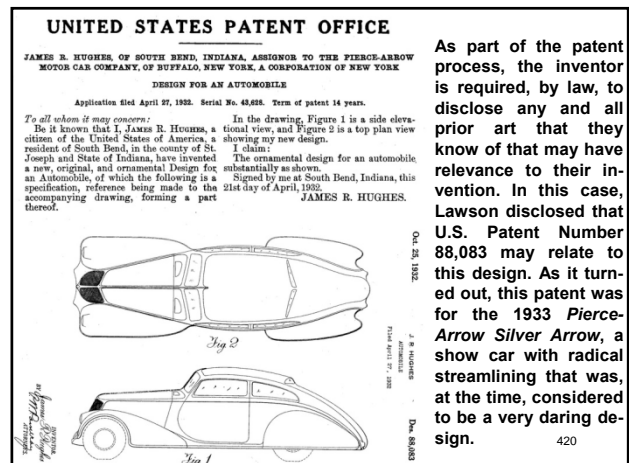 UNITED STATES PATENT OFFICE
JAMES R. HUGHES, OF SOUTH BEND, INDIANA, ASSIGNOR TO THE PIERCE-ARROW
MOTOR CAR COMPANY, OF BUFFALO, NEW YORK, A CORPORATION OF NEW YORK
DESIGN FOR AN AUTOMOBILE
Application filed April 27, 1932. Serial No. 43,628. Term of patent 14 years.
To all whom it may concern:
Be it known that I, JAMES R. HUGHES, a
citizen of the United States of America, a
resident of South Bend, in the county of St.
Joseph and State of Indiana, have invented
a new, original, and ornamental Design for
an Automobile, of which the following is a
specification, reference being made to the
accompanying drawing, forming a part
thereof.
In the drawing, Figure 1 is a side eleva-
tional view, and Figure 2 is a top plan view
showing my new design.
I claim:
The ornamental design for an automobile,
substantially as shown.
Signed by me at South Bend, Indiana, this
21st day of April, 1932.
JAMES R. HUGHES.
Fig 2
Fig 1
Oct. 25, 1932.
J R HUGHES
AUTOMOBILE
Filed April 27, 1932
Des. 88,083
INVENTOR
ATTORNEY.
As part of the patent
process, the inventor
is required, by law, to
disclose any and all
prior art that they
know of that may have
relevance to their in-
vention. In this case,
Lawson disclosed that
U.S. Patent Number
88,083 may relate to
this design. As it turn-
ed out, this patent was
for the 1933 Pierce-
Arrow Silver Arrow, a
show car with radical
streamlining that was,
at the time, considered
to be a very daring de-
sign.
420